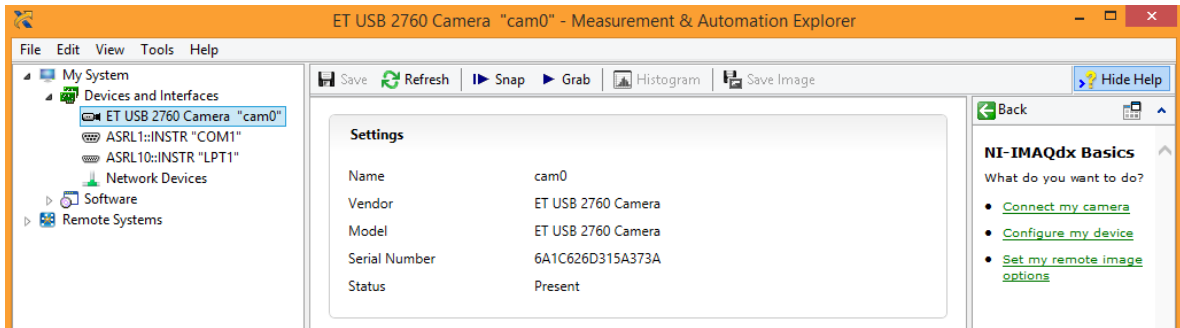 ET USB 2760 Camera "cam0" - Measurement & Automation Explorer
File Edit View Tools Help
My System
Devices and Interfaces
ET USB 2760 Camera "cam0"
ASRL1::INSTR "COM1"
ASRL10::INSTR "LPT1"
Network Devices
Software
Remote Systems
Save Refresh Snap Grab Histogram Save Image Hide Help
Settings
Name cam0
Vendor ET USB 2760 Camera
Model ET USB 2760 Camera
Serial Number 6A1C626D315A373A
Status Present
Back
NI-IMAQdx Basics
What do you want to do?
Connect my camera
Configure my device
Set my remote image
options